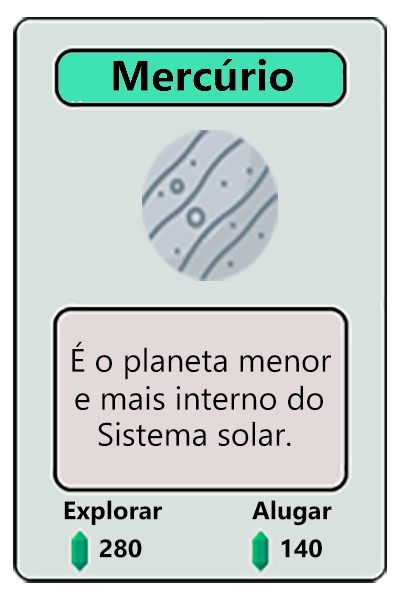 Mercúrio
É o planeta menor
e mais interno do
Sistema solar.
Explorar Alugar
280 140